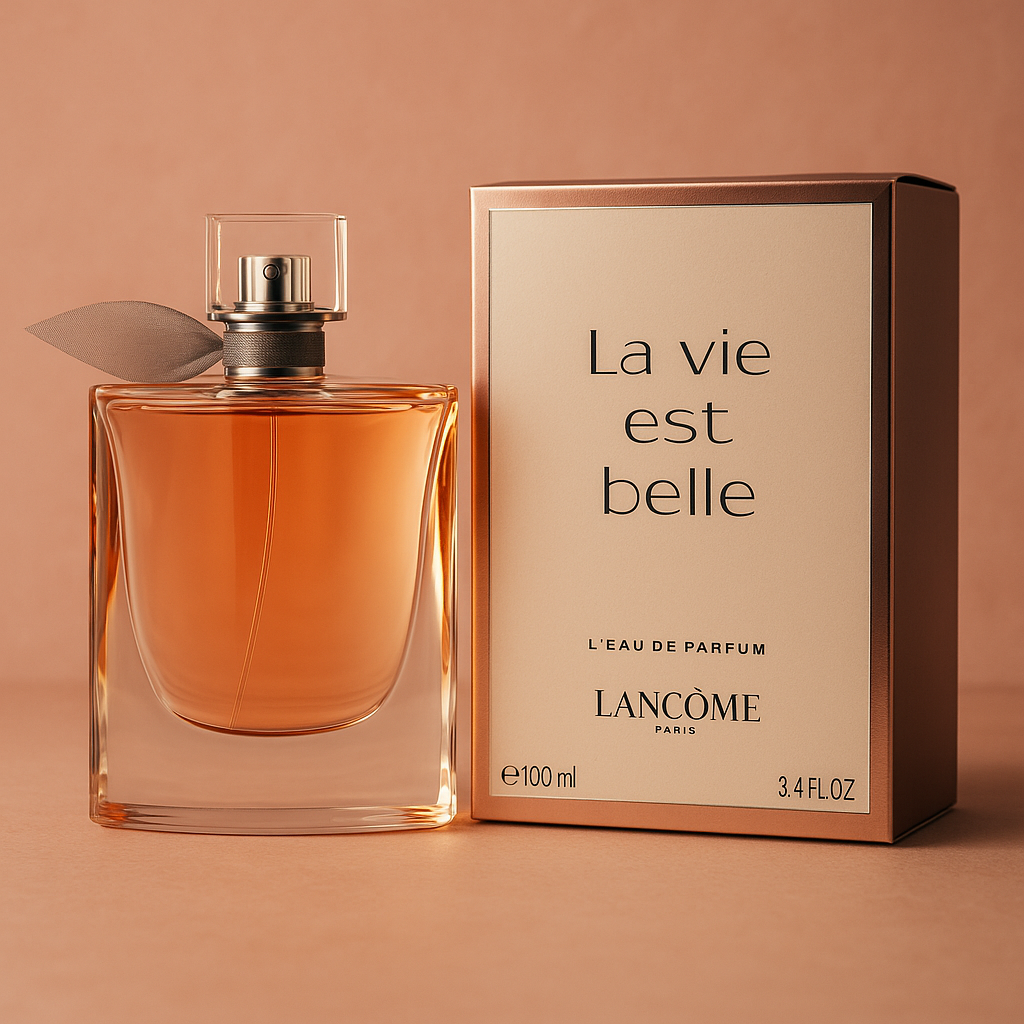 La vie
est
belle
L'EAU DE PARFUM
LANCÔME
PARIS
℮100 ml
3.4 FL.OZ